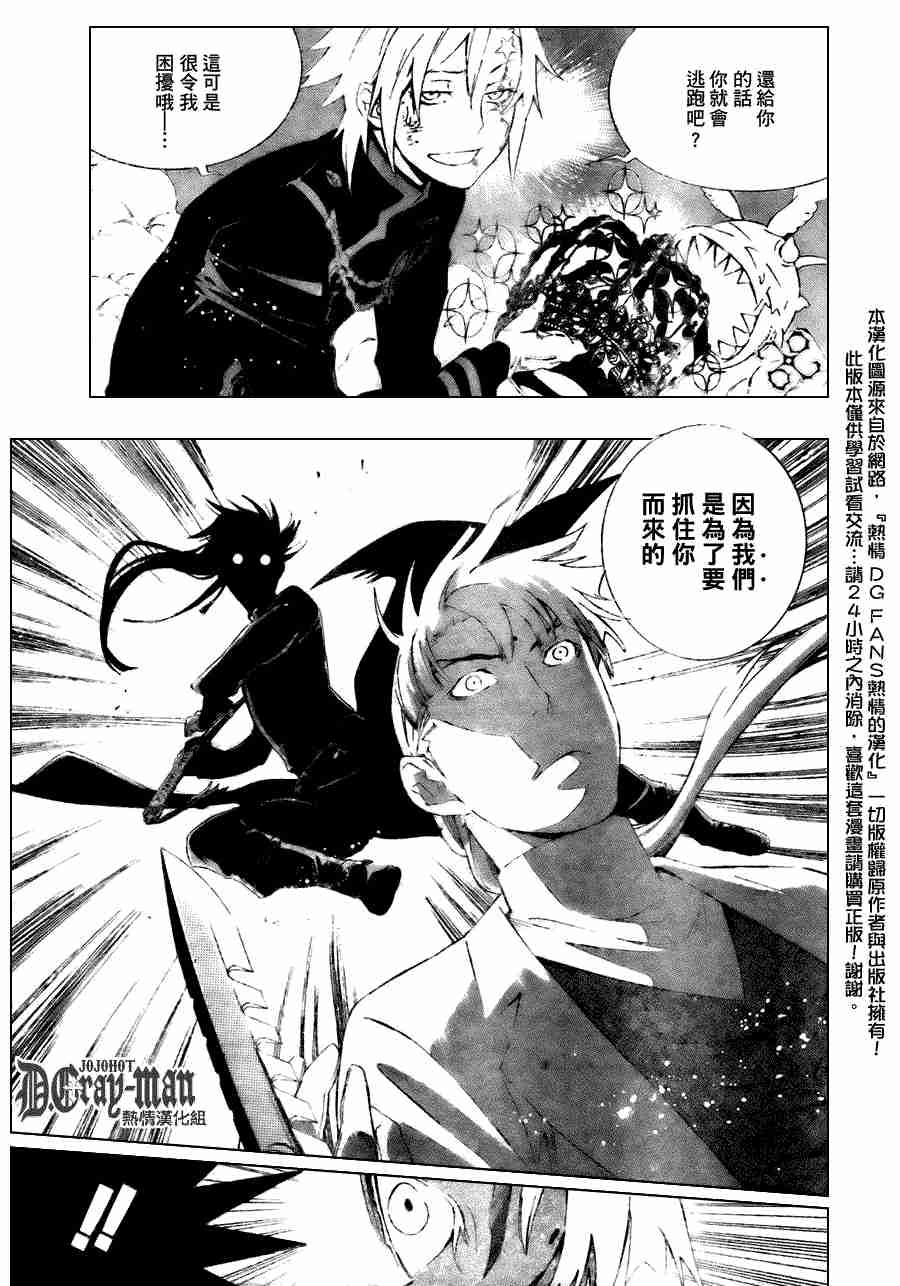 還給你
的話
你就會
逃跑吧?
這可是
很令我
困擾哦—…
因為我們
是為了要
抓住你
而來的
JOJOHOT
D.Gray-man
熱情漢化組
!!
本漢化圖源來自於網路，『熱情DG FANS熱情的漢化』一切版權歸原作者與出版社擁有！
此版本僅供學習試看交流…請24小時之內消除，喜歡這套漫畫請購買正版！謝謝。